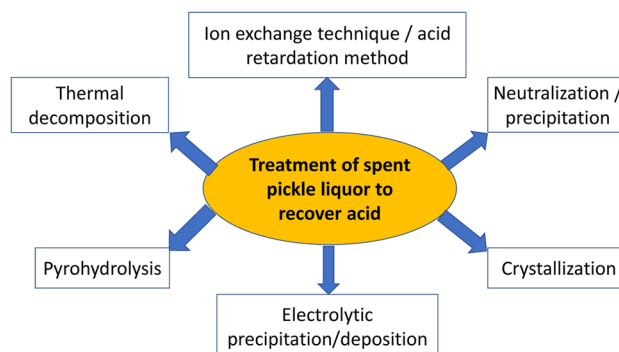 Ion exchange technique / acid
retardation method
Thermal
decomposition
Neutralization /
precipitation
Treatment of spent
pickle liquor to
recover acid
Pyrohydrolysis
Crystallization
Electrolytic
precipitation/deposition